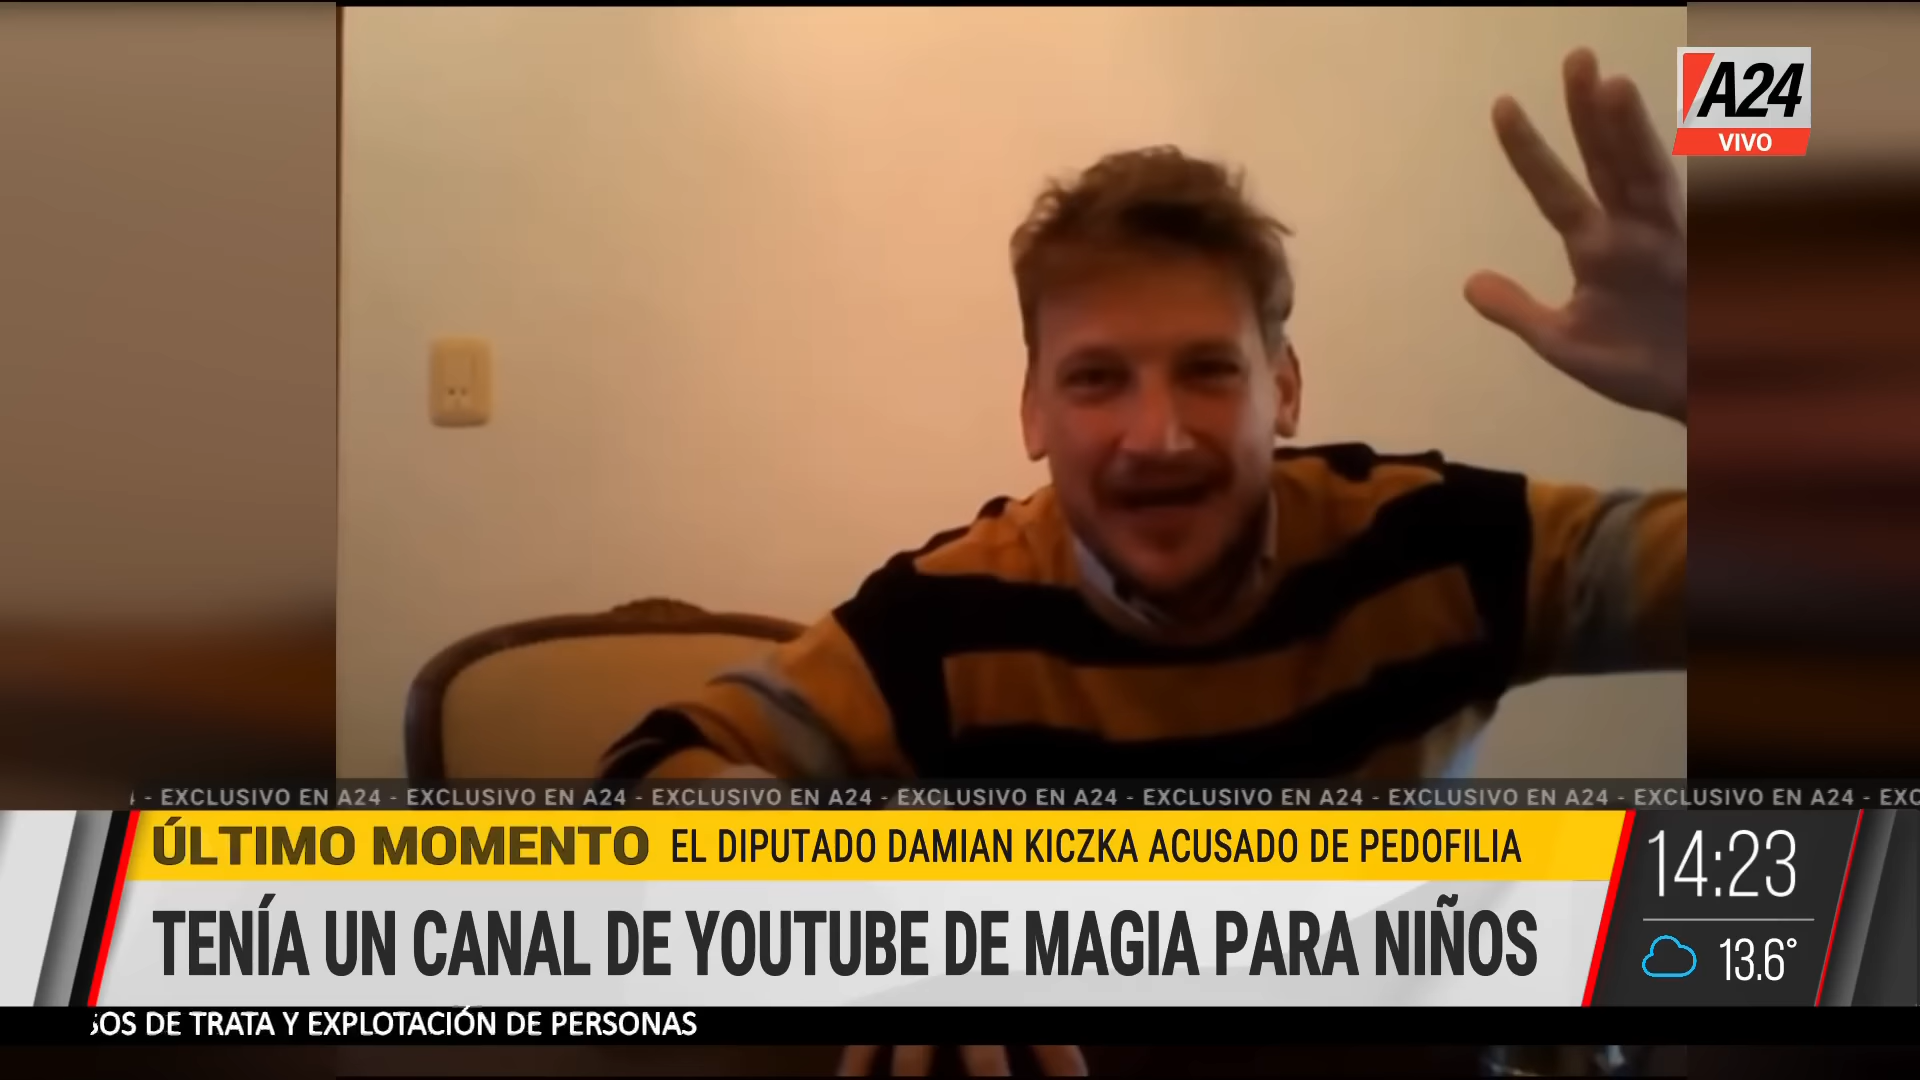 A24
VIVO
- EXCLUSIVO EN A24 - EXCLUSIVO EN A24 - EXCLUSIVO EN A24 - EXCLUSIVO EN A24 - EXCLUSIVO EN A24 - EXCLUSIVO EN A24 - EXCLUSIVO EN A24 - EXC
ÚLTIMO MOMENTO EL DIPUTADO DAMIAN KICZKA ACUSADO DE PEDOFILIA
TENÍA UN CANAL DE YOUTUBE DE MAGIA PARA NIÑOS
14:23
13.6°
OS DE TRATA Y EXPLOTACIÓN DE PERSONAS